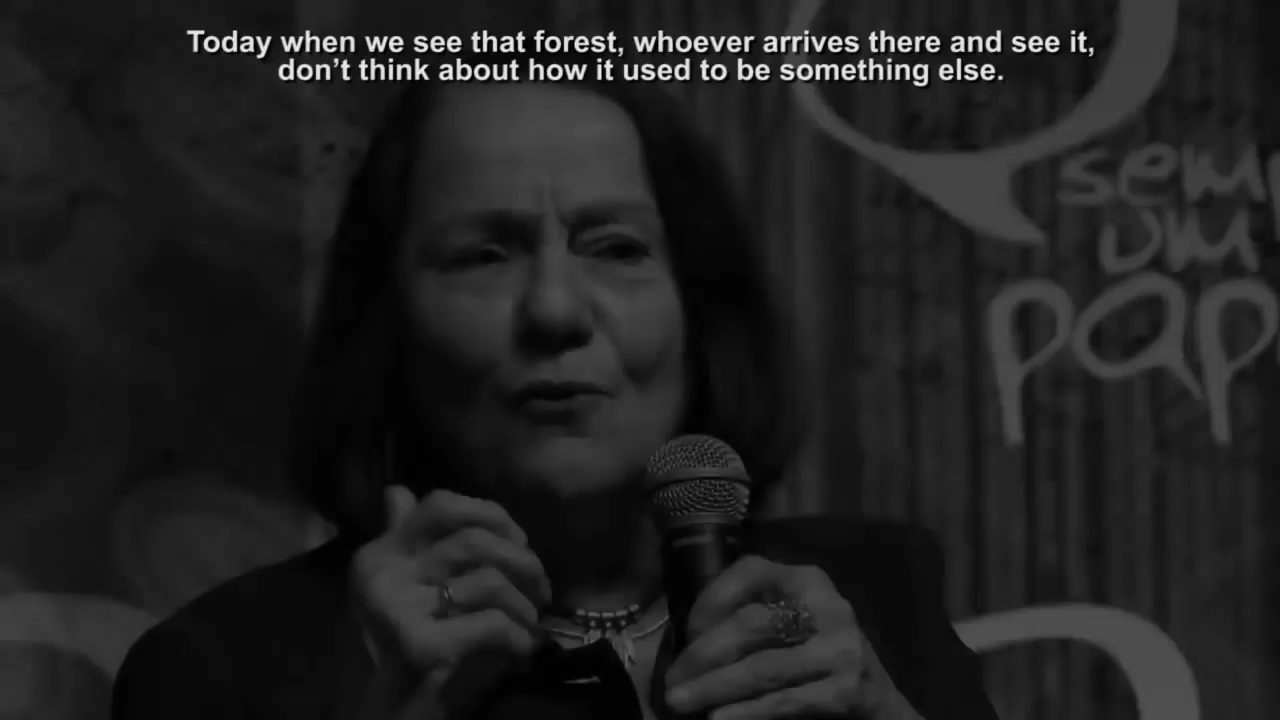 Today when we see that forest, whoever arrives there and see it,
don’t think about how it used to be something else.
um